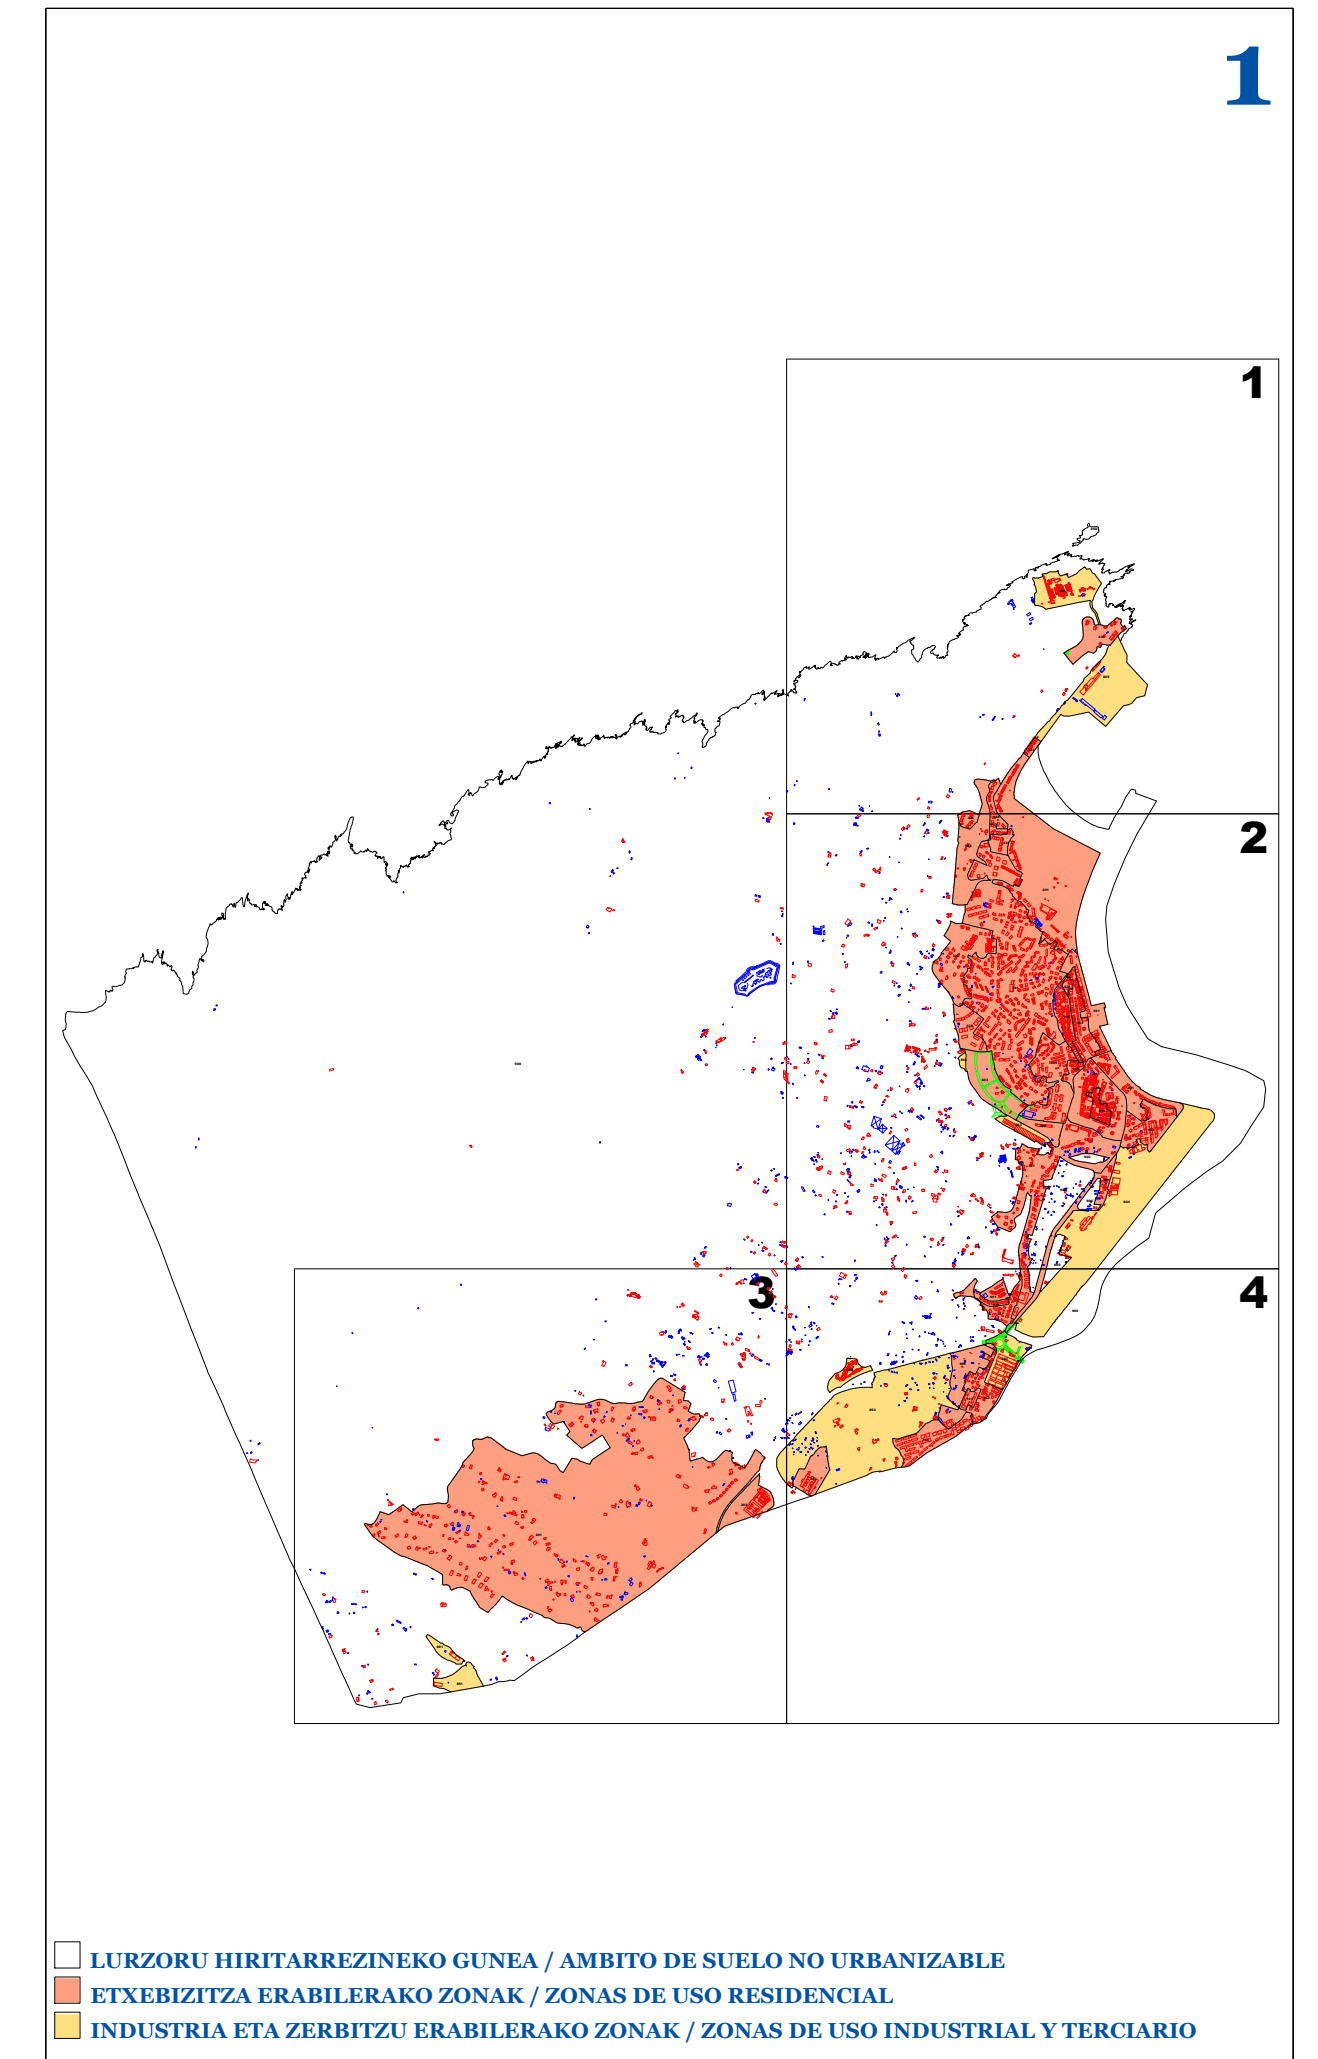 1
1
2
3
4
LURZORU HIRITARREZINEKO GUNEA / AMBITO DE SUELO NO URBANIZABLE
ETXEBIZITZA ERABILERAKO ZONAK / ZONAS DE USO RESIDENCIAL
INDUSTRIA ETA ZERBITZU ERABILERAKO ZONAK / ZONAS DE USO INDUSTRIAL Y TERCIARIO